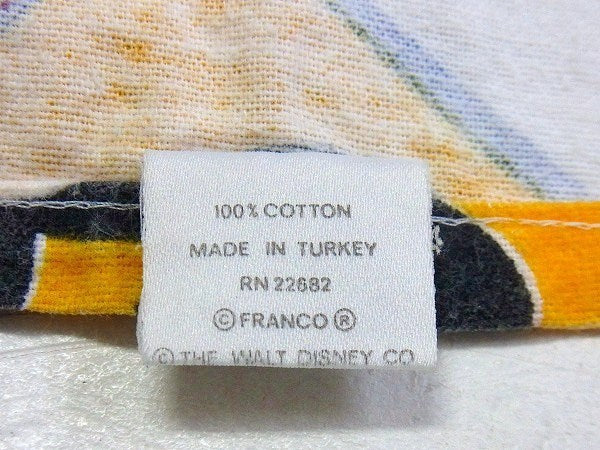 100% COTTON
MADE IN TURKEY
RN 22682
© FRANCO ®
© THE WALT DISNEY CO